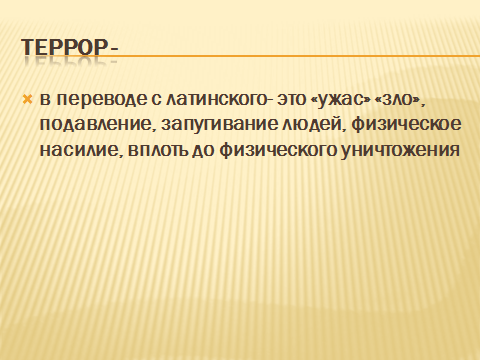 ТЕРРОР-
в переводе с латинского- это «ужас» «зло»,
подавление, запугивание людей, физическое
насилие, вплоть до физического уничтожения